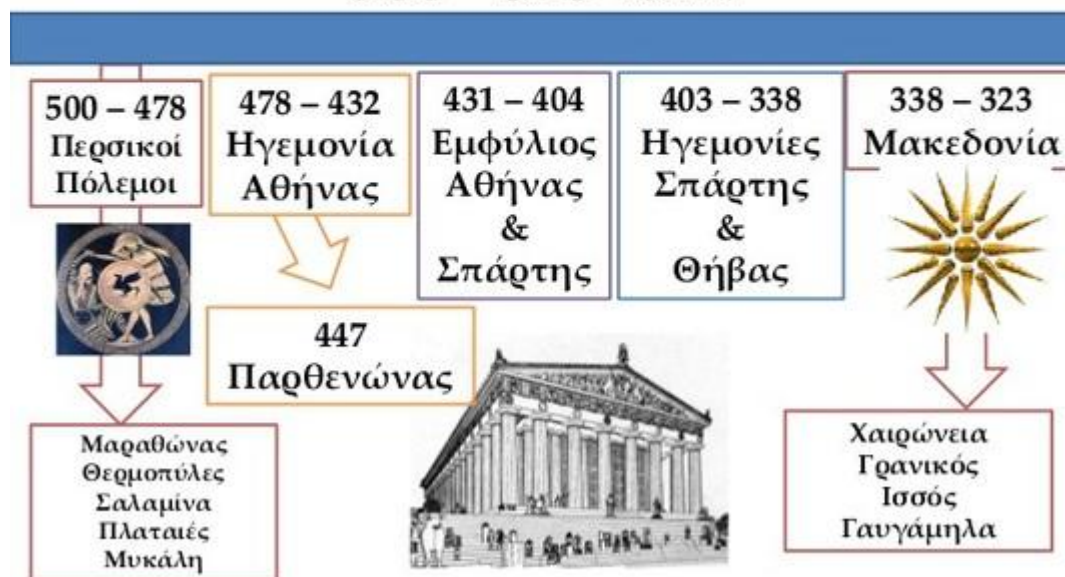 500 – 478
Περσικοί
Πόλεμοι
478 – 432
Ηγεμονία
Αθήνας
431 – 404
Εμφύλιος
Αθήνας
&
Σπάρτης
403 – 338
Ηγεμονίες
Σπάρτης
&
Θήβας
338 – 323
Μακεδονία
447
Παρθενώνας
Μαραθώνας
Θερμοπύλες
Σαλαμίνα
Πλαταιές
Μυκάλη
Χαιρώνεια
Γρανικός
Ισσός
Γαυγάμηλα